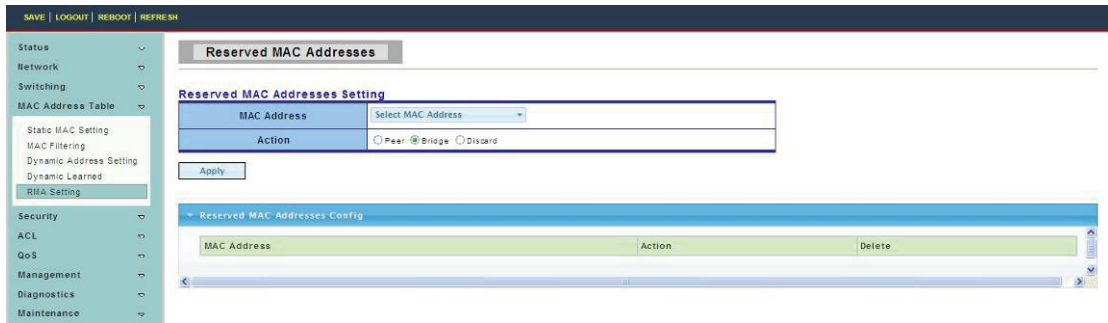 SAVE | LOGOUT | REBOOT | REFRESH
Status
Network
Switching
MAC Address Table
Static MAC Setting
MAC Filtering
Dynamic Address Setting
Dynamic Learned
RMA Setting
Security
ACL
QoS
Management
Diagnostics
Maintenance
Reserved MAC Addresses
Reserved MAC Addresses Setting
MAC Address Select MAC Address
Action Peer Bridge Discard
Apply
Reserved MAC Addresses Config
MAC Address Action Delete